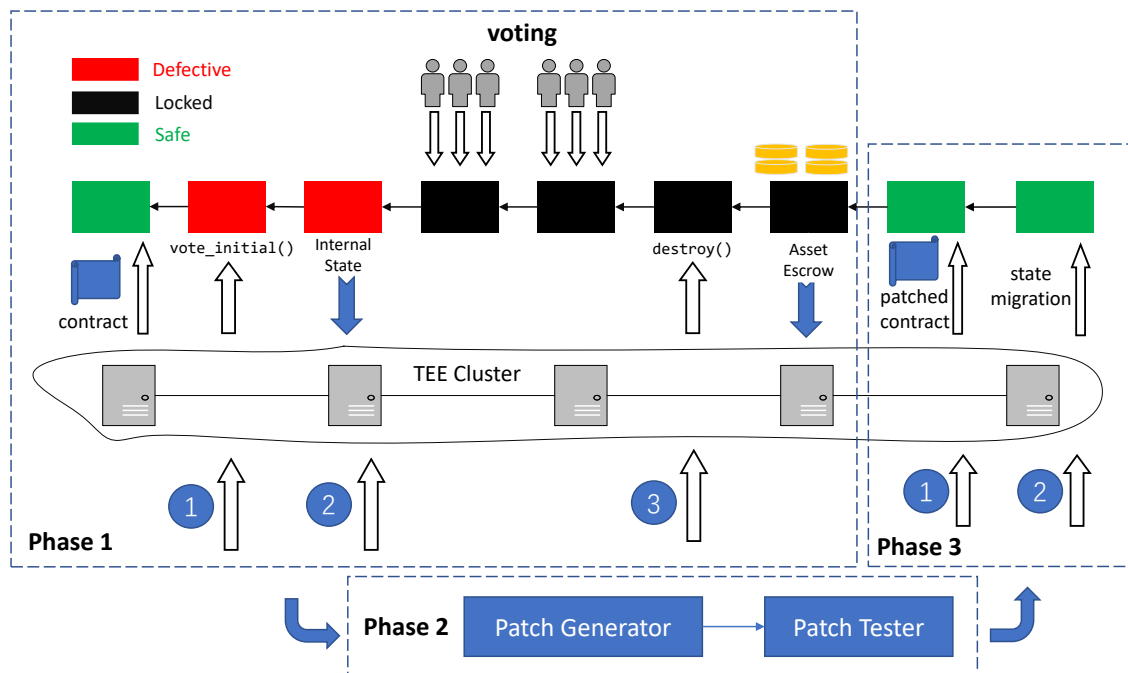 voting
Defective
Locked
Safe
vote_initial()
Internal
State
destroy()
Asset
Escrow
contract
patched
contract
state
migration
TEE Cluster
1
2
3
1
2
Phase 1
Phase 3
Phase 2
Patch Generator
Patch Tester